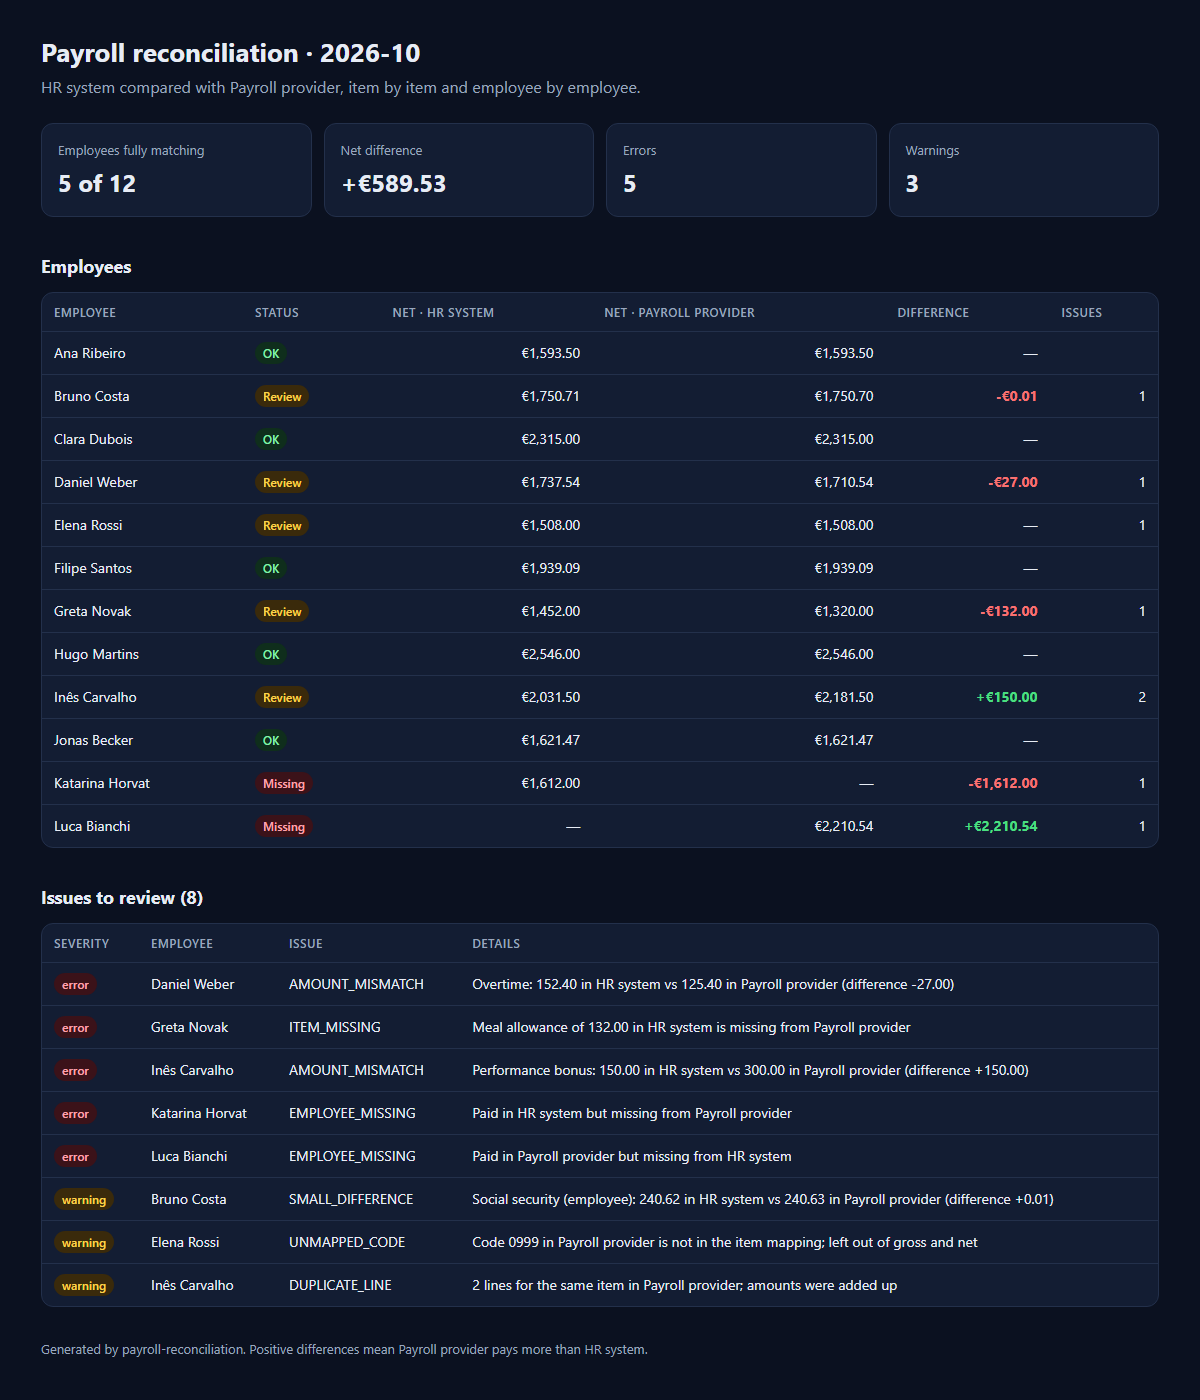 Payroll reconciliation · 2026-10
HR system compared with Payroll provider, item by item and employee by employee.
Employees fully matching
5 of 12
Net difference
+€589.53
Errors
5
Warnings
3
Employees
EMPLOYEE STATUS NET · HR SYSTEM NET · PAYROLL PROVIDER DIFFERENCE ISSUES
Ana Ribeiro OK €1,593.50 €1,593.50 —
Bruno Costa Review €1,750.71 €1,750.70 -€0.01 1
Clara Dubois OK €2,315.00 €2,315.00 —
Daniel Weber Review €1,737.54 €1,710.54 -€27.00 1
Elena Rossi Review €1,508.00 €1,508.00 — 1
Filipe Santos OK €1,939.09 €1,939.09 —
Greta Novak Review €1,452.00 €1,320.00 -€132.00 1
Hugo Martins OK €2,546.00 €2,546.00 —
Inês Carvalho Review €2,031.50 €2,181.50 +€150.00 2
Jonas Becker OK €1,621.47 €1,621.47 —
Katarina Horvat Missing €1,612.00 — -€1,612.00 1
Luca Bianchi Missing — €2,210.54 +€2,210.54 1
Issues to review (8)
SEVERITY EMPLOYEE ISSUE DETAILS
error Daniel Weber AMOUNT_MISMATCH Overtime: 152.40 in HR system vs 125.40 in Payroll provider (difference -27.00)
error Greta Novak ITEM_MISSING Meal allowance of 132.00 in HR system is missing from Payroll provider
error Inês Carvalho AMOUNT_MISMATCH Performance bonus: 150.00 in HR system vs 300.00 in Payroll provider (difference +150.00)
error Katarina Horvat EMPLOYEE_MISSING Paid in HR system but missing from Payroll provider
error Luca Bianchi EMPLOYEE_MISSING Paid in Payroll provider but missing from HR system
warning Bruno Costa SMALL_DIFFERENCE Social security (employee): 240.62 in HR system vs 240.63 in Payroll provider (difference +0.01)
warning Elena Rossi UNMAPPED_CODE Code 0999 in Payroll provider is not in the item mapping; left out of gross and net
warning Inês Carvalho DUPLICATE_LINE 2 lines for the same item in Payroll provider; amounts were added up
Generated by payroll-reconciliation. Positive differences mean Payroll provider pays more than HR system.